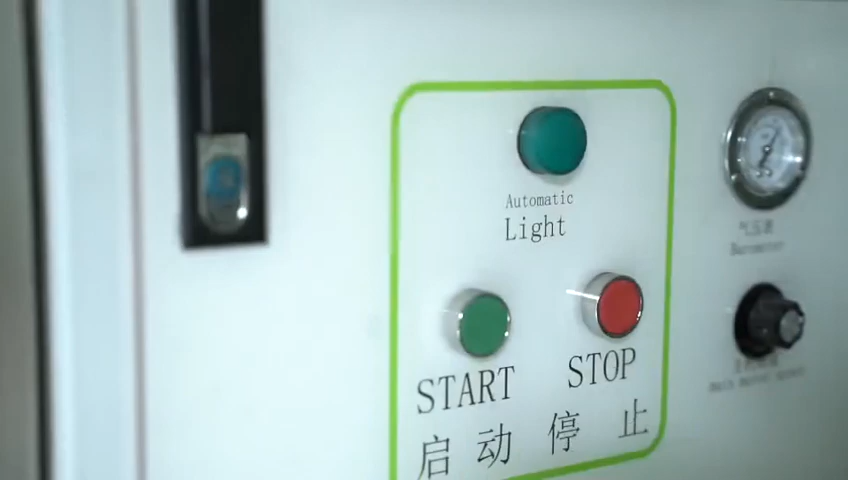 Automatic
Light
START
STOP
启动
停止
气压表
Barometer